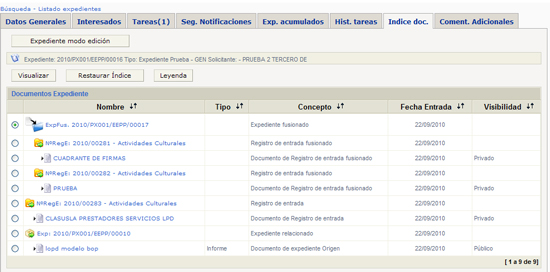 Búsqueda - Listado expedientes
Datos Generales Interesados Tareas(1) Seg. Notificaciones Exp. acumulados Hist. tareas Indice doc. Coment. Adicionales
Expediente modo edición
Expediente: 2010/PX001/EEPP/00016 Tipo: Expediente Prueba - GEN Solicitante: - PRUEBA 2 TERCERO DE
Visualizar Restaurar Índice Leyenda
Documentos Expediente
Nombre Tipo Concepto Fecha Entrada Visibilidad
ExpFus. 2010/PX001/EEPP/00017 Expediente fusionado 22/09/2010
NºRegE: 2010/00281 - Actividades Culturales Registro de entrada fusionado 22/09/2010
CUADRANTE DE FIRMAS Documento de Registro de entrada fusionado 22/09/2010 Privado
NºRegE: 2010/00282 - Actividades Culturales Registro de entrada fusionado 22/09/2010
PRUEBA Documento de Registro de entrada fusionado 22/09/2010 Privado
NºRegE: 2010/00283 - Actividades Culturales Registro de entrada 22/09/2010
CLASUSLA PRESTADORES SERVICIOS LPD Documento de Registro de entrada 22/09/2010 Privado
Exp: 2010/PX001/EEPP/00010 Expediente relacionado 22/09/2010
lopd modelo bop Informe Documento de expediente Origen 22/09/2010 Público
[ 1 a 9 de 9]